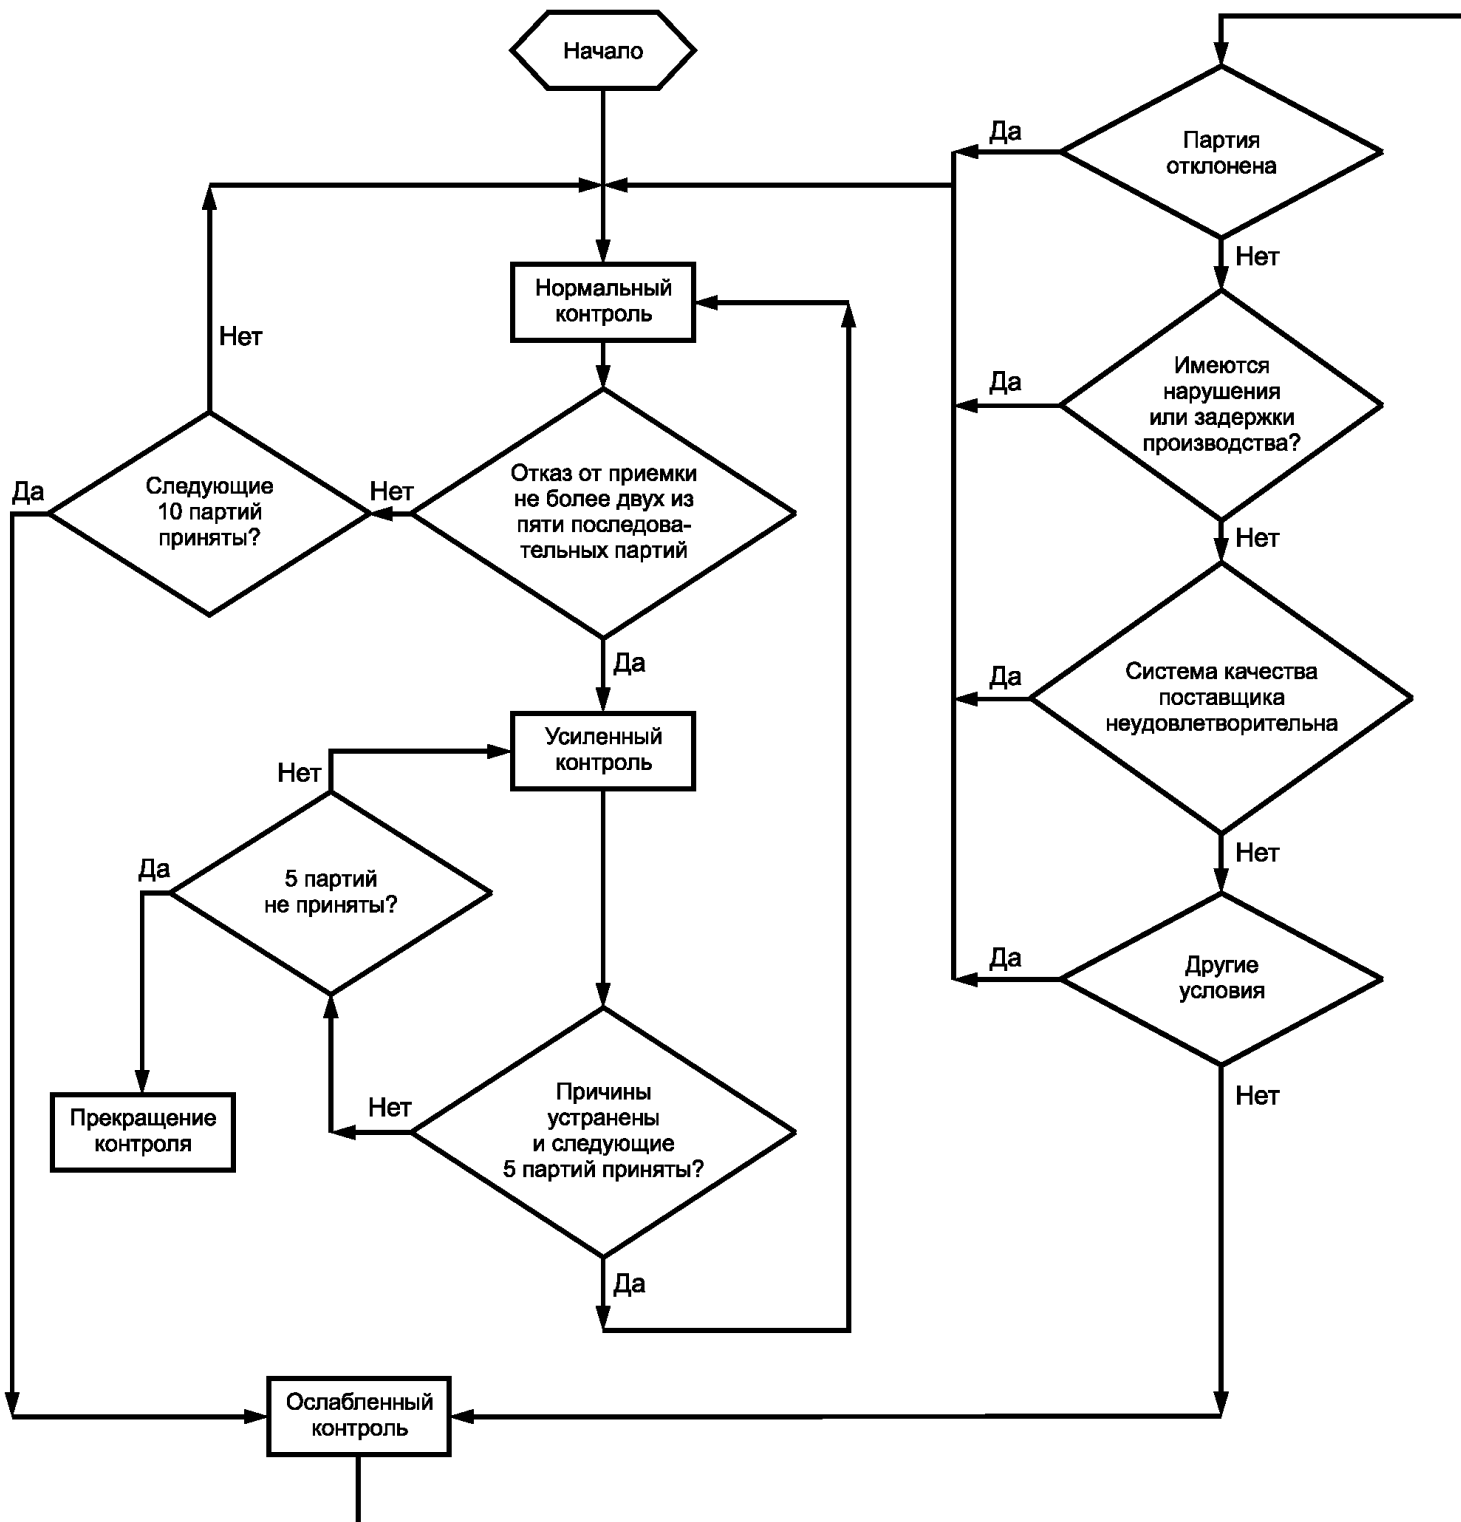 Начало
Да
Партия
отклонена
Нет
Нормальный
контроль
Нет
Да
Имеются
нарушения
или задержки
производства?
Да
Следующие
10 партий
приняты?
Нет
Отказ от приемки
не более двух из
пяти последова-
тельных партий
Нет
Да
Да
Система качества
поставщика
неудовлетворительна
Усиленный
контроль
Нет
Да
5 партий
не приняты?
Нет
Да
Другие
условия
Прекращение
контроля
Нет
Причины
устранены
и следующие
5 партий приняты?
Нет
Да
Ослабленный
контроль